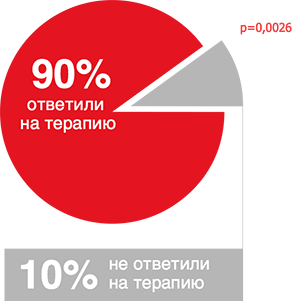 p=0,0026
90%
ответили
на терапию
10% не ответили
на терапию